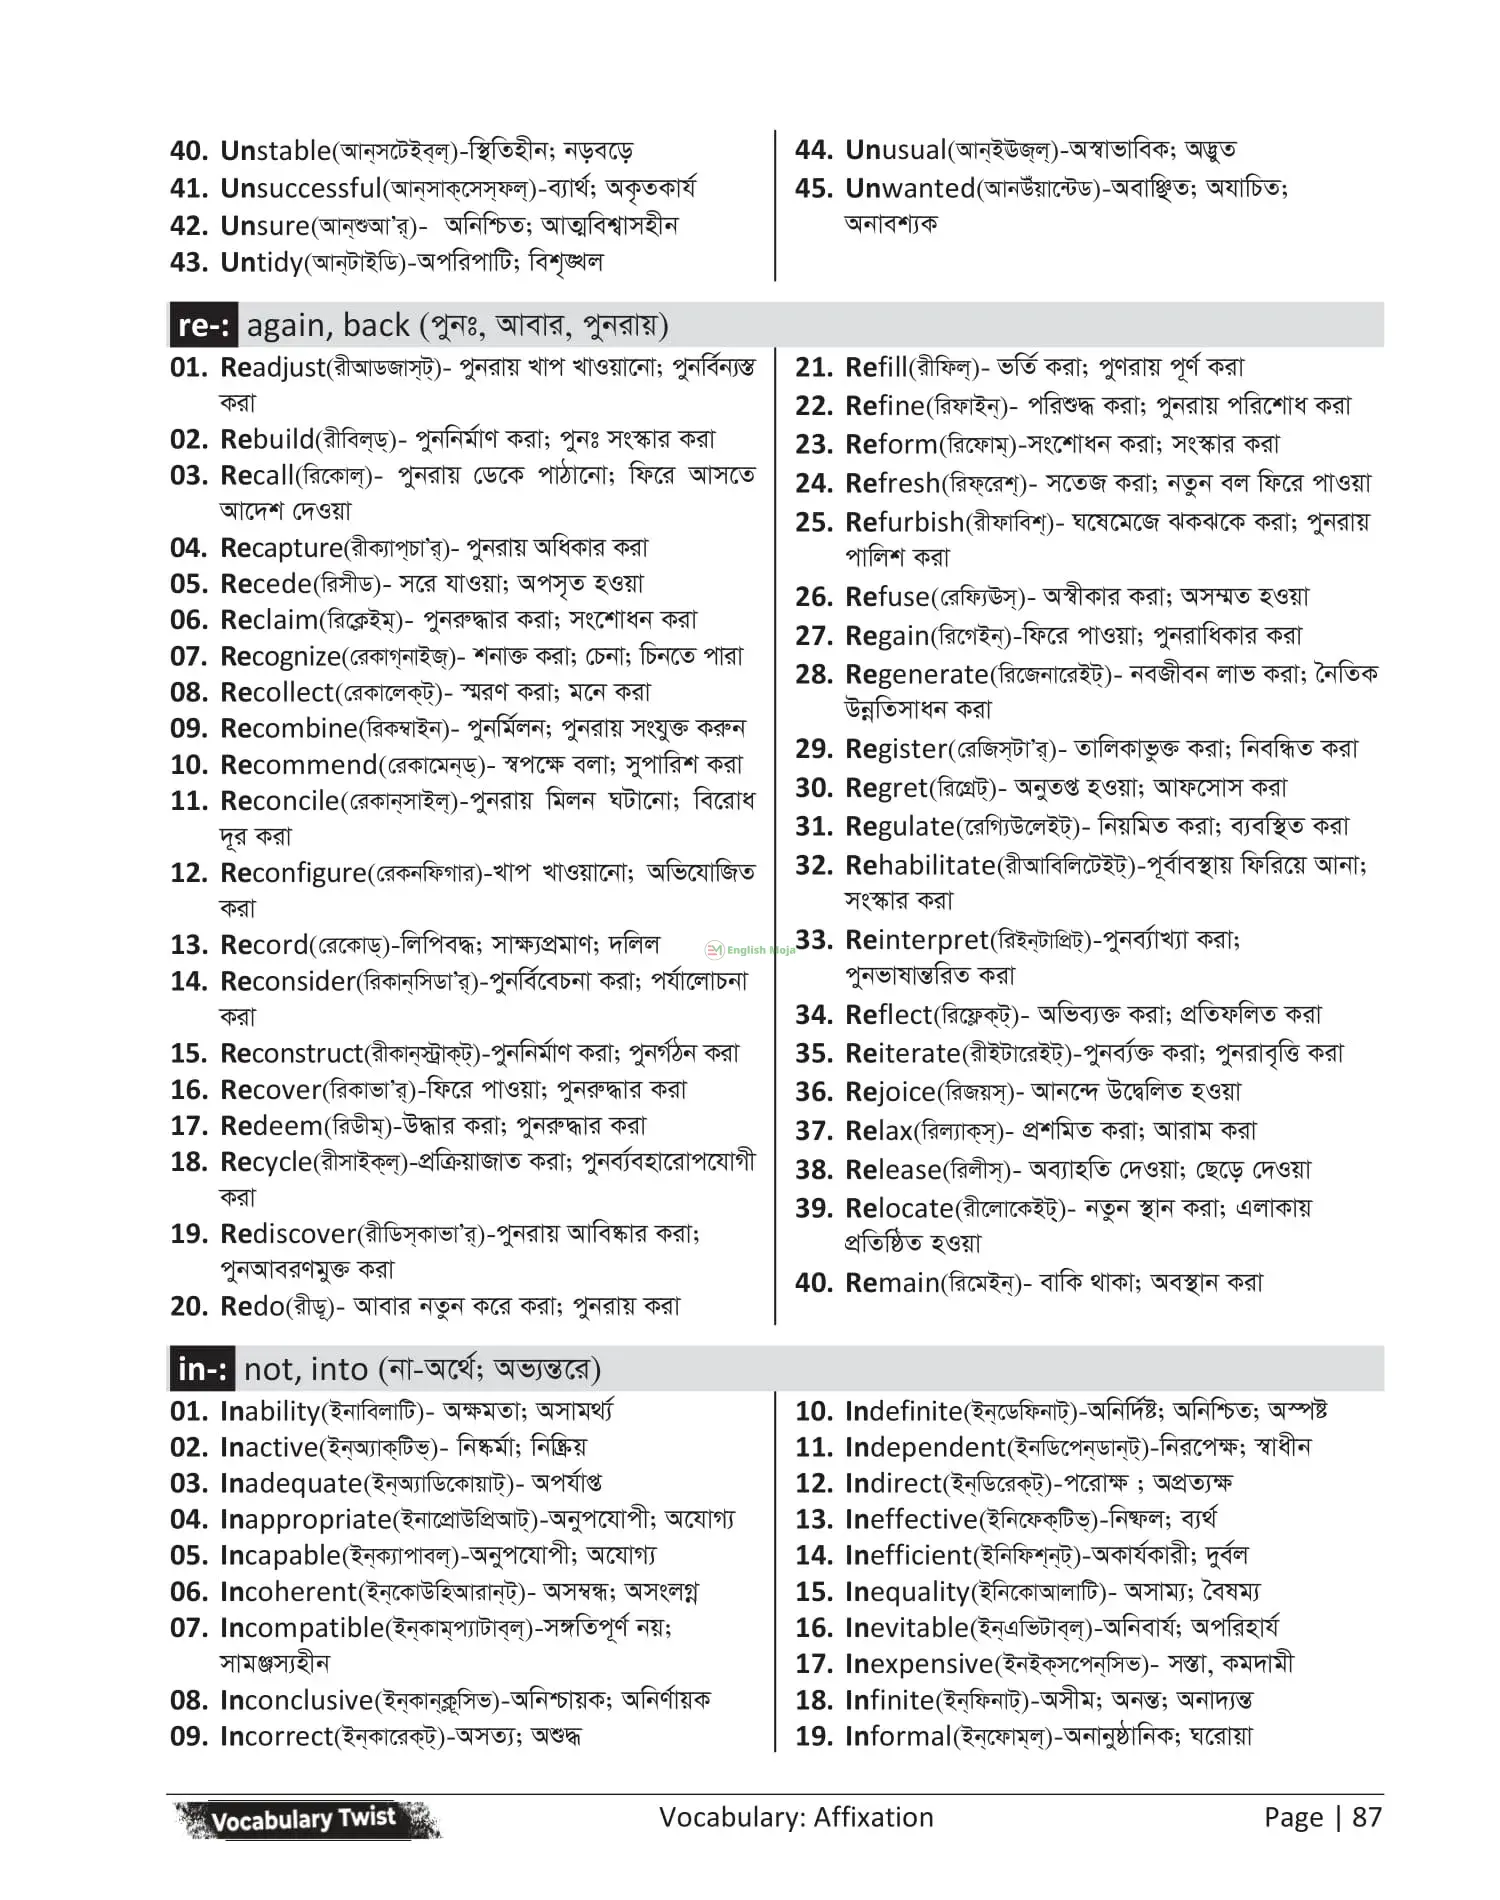 40. Unstable(আন্‌সটেইব্‌ল্)-স্থিতিহীন; নড়বড়ে
41. Unsuccessful(আন্‌সাক্‌সেস্‌ফল্)-ব্যার্থ; অকৃতকার্য
42. Unsure(আন্‌শুআ'র্)- অনিশ্চিত; আত্মবিশ্বাসহীন
43. Untidy(আন্‌টাইডি)-অপরিপাটি; বিশৃঙ্খল
44. Unusual(আন্‌ইউজ্‌ল্)-অস্বাভাবিক; অদ্ভুত
45. Unwanted(আনউঁয়ান্টেড)-অবাঞ্ছিত; অযাচিত;
অনাবশ্যক
re-: again, back (পুনঃ, আবার, পুনরায়)
01. Readjust(রীআডজাস্‌ট্)- পুনরায় খাপ খাওয়ানো; পুনর্বিন্যস্ত
করা
02. Rebuild(রীবিল্‌ড্)- পুননির্মাণ করা; পুনঃ সংস্কার করা
03. Recall(রিকোল্)- পুনরায় ডেকে পাঠানো; ফিরে আসতে
আদেশ দেওয়া
04. Recapture(রীক্যাপ্‌চা'র্)- পুনরায় অধিকার করা
05. Recede(রিসীড)- সরে যাওয়া; অপসৃত হওয়া
06. Reclaim(রিক্লেইম্)- পুনরুদ্ধার করা; সংশোধন করা
07. Recognize(রেকাগ্‌নাইজ্)- শনাক্ত করা; চেনা; চিনতে পারা
08. Recollect(রেকালেক্‌ট্)- স্মরণ করা; মনে করা
09. Recombine(রিকম্বাইন)- পুনর্মিলন; পুনরায় সংযুক্ত করুন
10. Recommend(রেকামেন্‌ড্)- স্বপক্ষে বলা; সুপারিশ করা
11. Reconcile(রেকান্‌সাইল্)-পুনরায় মিলন ঘটানো; বিরোধ
দূর করা
12. Reconfigure(রেকনফিগার)-খাপ খাওয়ানো; অভিযোজিত
করা
13. Record(রেকোড্)-লিপিবদ্ধ; সাক্ষ্যপ্রমাণ; দলিল
14. Reconsider(রিকান্‌সিডা'র্)-পুনর্বিবেচনা করা; পর্যালোচনা
করা
15. Reconstruct(রীকান্‌স্ট্রাক্‌ট্)-পুননির্মাণ করা; পুনর্গঠন করা
16. Recover(রিকাভা'র্)-ফিরে পাওয়া; পুনরুদ্ধার করা
17. Redeem(রিডীম্)-উদ্ধার করা; পুনরুদ্ধার করা
18. Recycle(রীসাইক্‌ল্)-প্রক্রিয়াজাত করা; পুনর্ব্যবহারোপযোগী
করা
19. Rediscover(রীডিস্‌কাভা'র্)-পুনরায় আবিষ্কার করা;
পুনআবরণমুক্ত করা
20. Redo(রীডূ)- আবার নতুন করে করা; পুনরায় করা
21. Refill(রীফিল্)- ভর্তি করা; পুণরায় পূর্ণ করা
22. Refine(রিফাইন্)- পরিশুদ্ধ করা; পুনরায় পরিশোধ করা
23. Reform(রিফোম্)-সংশোধন করা; সংস্কার করা
24. Refresh(রিফ্‌রেশ্)- সতেজ করা; নতুন বল ফিরে পাওয়া
25. Refurbish(রীফাবিশ্)- ঘষেমেজে ঝকঝকে করা; পুনরায়
পালিশ করা
26. Refuse(রেফ্যিঊস্)- অস্বীকার করা; অসম্মত হওয়া
27. Regain(রিগেইন্)-ফিরে পাওয়া; পুনরাধিকার করা
28. Regenerate(রিজেনারেইট্)- নবজীবন লাভ করা; নৈতিক
উন্নতিসাধন করা
29. Register(রেজিস্‌টা'র্)- তালিকাভুক্ত করা; নিবন্ধিত করা
30. Regret(রিগ্রেট্)- অনুতপ্ত হওয়া; আফসোস করা
31. Regulate(রেগ্যিউলেইট্)- নিয়মিত করা; ব্যবস্থিত করা
32. Rehabilitate(রীআবিলিটেইট্)-পূর্বাবস্থায় ফিরিয়ে আনা;
সংস্কার করা
English Moja
33. Reinterpret(রিইন্‌টাপ্রিট্)-পুনর্ব্যাখ্যা করা;
পুনভাষান্তরিত করা
34. Reflect(রিফ্লেক্‌ট্)- অভিব্যক্ত করা; প্রতিফলিত করা
35. Reiterate(রীইটারেইট্)-পুনর্ব্যক্ত করা; পুনরাবৃত্তি করা
36. Rejoice(রিজয়স্)- আনন্দে উদ্বেলিত হওয়া
37. Relax(রিল্যাক্‌স্)- প্রশমিত করা; আরাম করা
38. Release(রিলীস্)- অব্যাহতি দেওয়া; ছেড়ে দেওয়া
39. Relocate(রীলোকেইট্)- নতুন স্থান করা; এলাকায়
প্রতিষ্ঠিত হওয়া
40. Remain(রিমেইন্)- বাকি থাকা; অবস্থান করা
in-: not, into (না-অর্থে; অভ্যন্তরে)
01. Inability(ইনাবিলাটি)- অক্ষমতা; অসামর্থ্য
02. Inactive(ইন্‌অ্যাক্‌টিভ্)- নিষ্কর্মা; নিষ্ক্রিয়
03. Inadequate(ইন্‌অ্যাডিকোয়াট্)- অপর্যাপ্ত
04. Inappropriate(ইনাপ্রোউপ্রিআট্)-অনুপযোপী; অযোগ্য
05. Incapable(ইন্‌ক্যাপাবল্)-অনুপযোপী; অযোগ্য
06. Incoherent(ইন্‌কোউহিআরান্‌ট্)- অসম্বন্ধ; অসংলগ্ন
07. Incompatible(ইন্‌কাম্‌প্যাটাব্‌ল্)-সঙ্গতিপূর্ণ নয়;
সামঞ্জস্যহীন
08. Inconclusive(ইন্‌কান্‌ক্লূসিভ)-অনিশ্চায়ক; অনির্ণায়ক
09. Incorrect(ইন্‌কারেক্‌ট্)-অসত্য; অশুদ্ধ
10. Indefinite(ইন্‌ডেফিনাট্)-অনির্দিষ্ট; অনিশ্চিত; অস্পষ্ট
11. Independent(ইনডিপেন্‌ডান্‌ট্)-নিরপেক্ষ; স্বাধীন
12. Indirect(ইন্‌ডিরেক্‌ট্)-পরোক্ষ ; অপ্রত্যক্ষ
13. Ineffective(ইনিফেক্‌টিভ্)-নিষ্ফল; ব্যর্থ
14. Inefficient(ইনিফিশ্‌ন্‌ট্)-অকার্যকারী; দুর্বল
15. Inequality(ইনিকোআলাটি)- অসাম্য; বৈষম্য
16. Inevitable(ইন্‌এভিটাব্‌ল্)-অনিবার্য; অপরিহার্য
17. Inexpensive(ইনইক্‌সপেন্‌সিভ)- সস্তা, কমদামী
18. Infinite(ইন্‌ফিনাট্)-অসীম; অনন্ত; অনাদ্যন্ত
19. Informal(ইন্‌ফোম্‌ল্)-অনানুষ্ঠানিক; ঘরোয়া
Vocabulary Twist Vocabulary: Affixation Page | 87